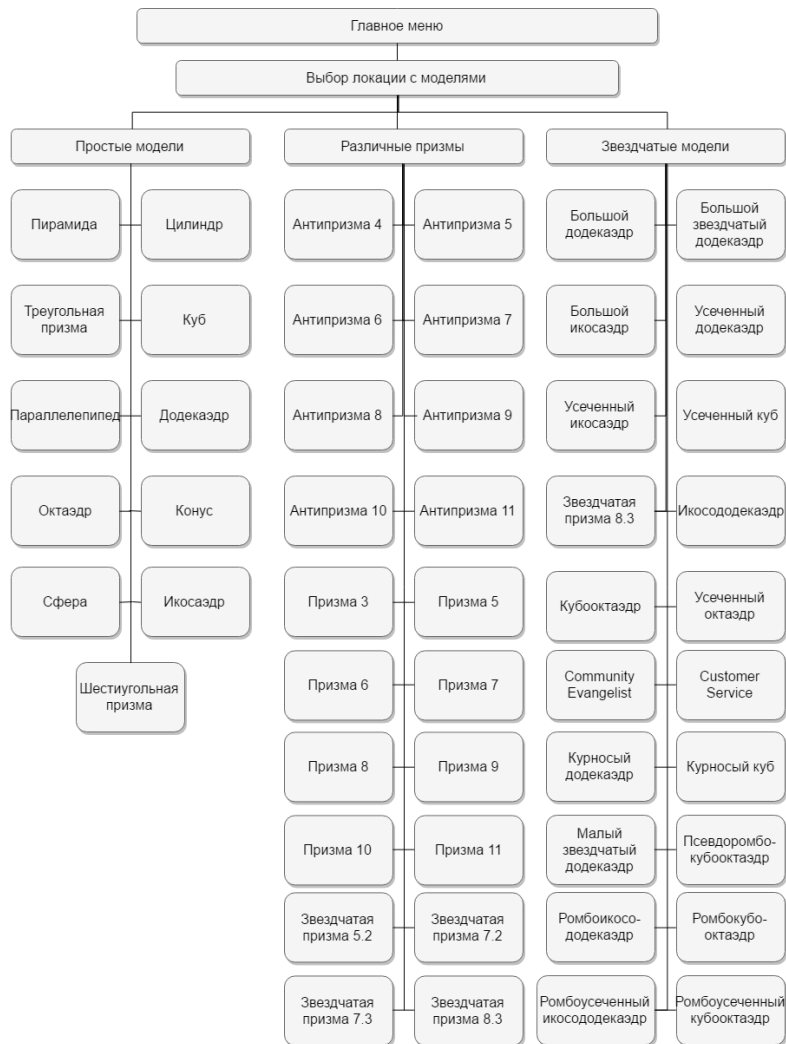 Главное меню
Выбор локации с моделями
Простые модели
Различные призмы
Звездчатые модели
Пирамида
Цилиндр
Треугольная
призма
Куб
Параллелепипед
Додекаэдр
Октаэдр
Конус
Сфера
Икосаэдр
Шестиугольная
призма
Антипризма 4
Антипризма 5
Антипризма 6
Антипризма 7
Антипризма 8
Антипризма 9
Антипризма 10
Антипризма 11
Призма 3
Призма 5
Призма 6
Призма 7
Призма 8
Призма 9
Призма 10
Призма 11
Звездчатая
призма 5.2
Звездчатая
призма 7.2
Звездчатая
призма 7.3
Звездчатая
призма 8.3
Большой
додекаэдр
Большой
звездчатый
додекаэдр
Большой
икосаэдр
Усеченный
додекаэдр
Усеченный
икосаэдр
Усеченный куб
Звездчатая
призма 8.3
Икосододекаэдр
Кубооктаэдр
Усеченный
октаэдр
Community
Evangelist
Customer
Service
Курносый
додекаэдр
Курносый куб
Малый
звездчатый
додекаэдр
Псевдоромбо-
кубооктаэдр
Ромбоикосо-
додекаэдр
Ромбокубо-
октаэдр
Ромбоусеченный
икосододекаэдр
Ромбоусеченный
кубооктаэдр